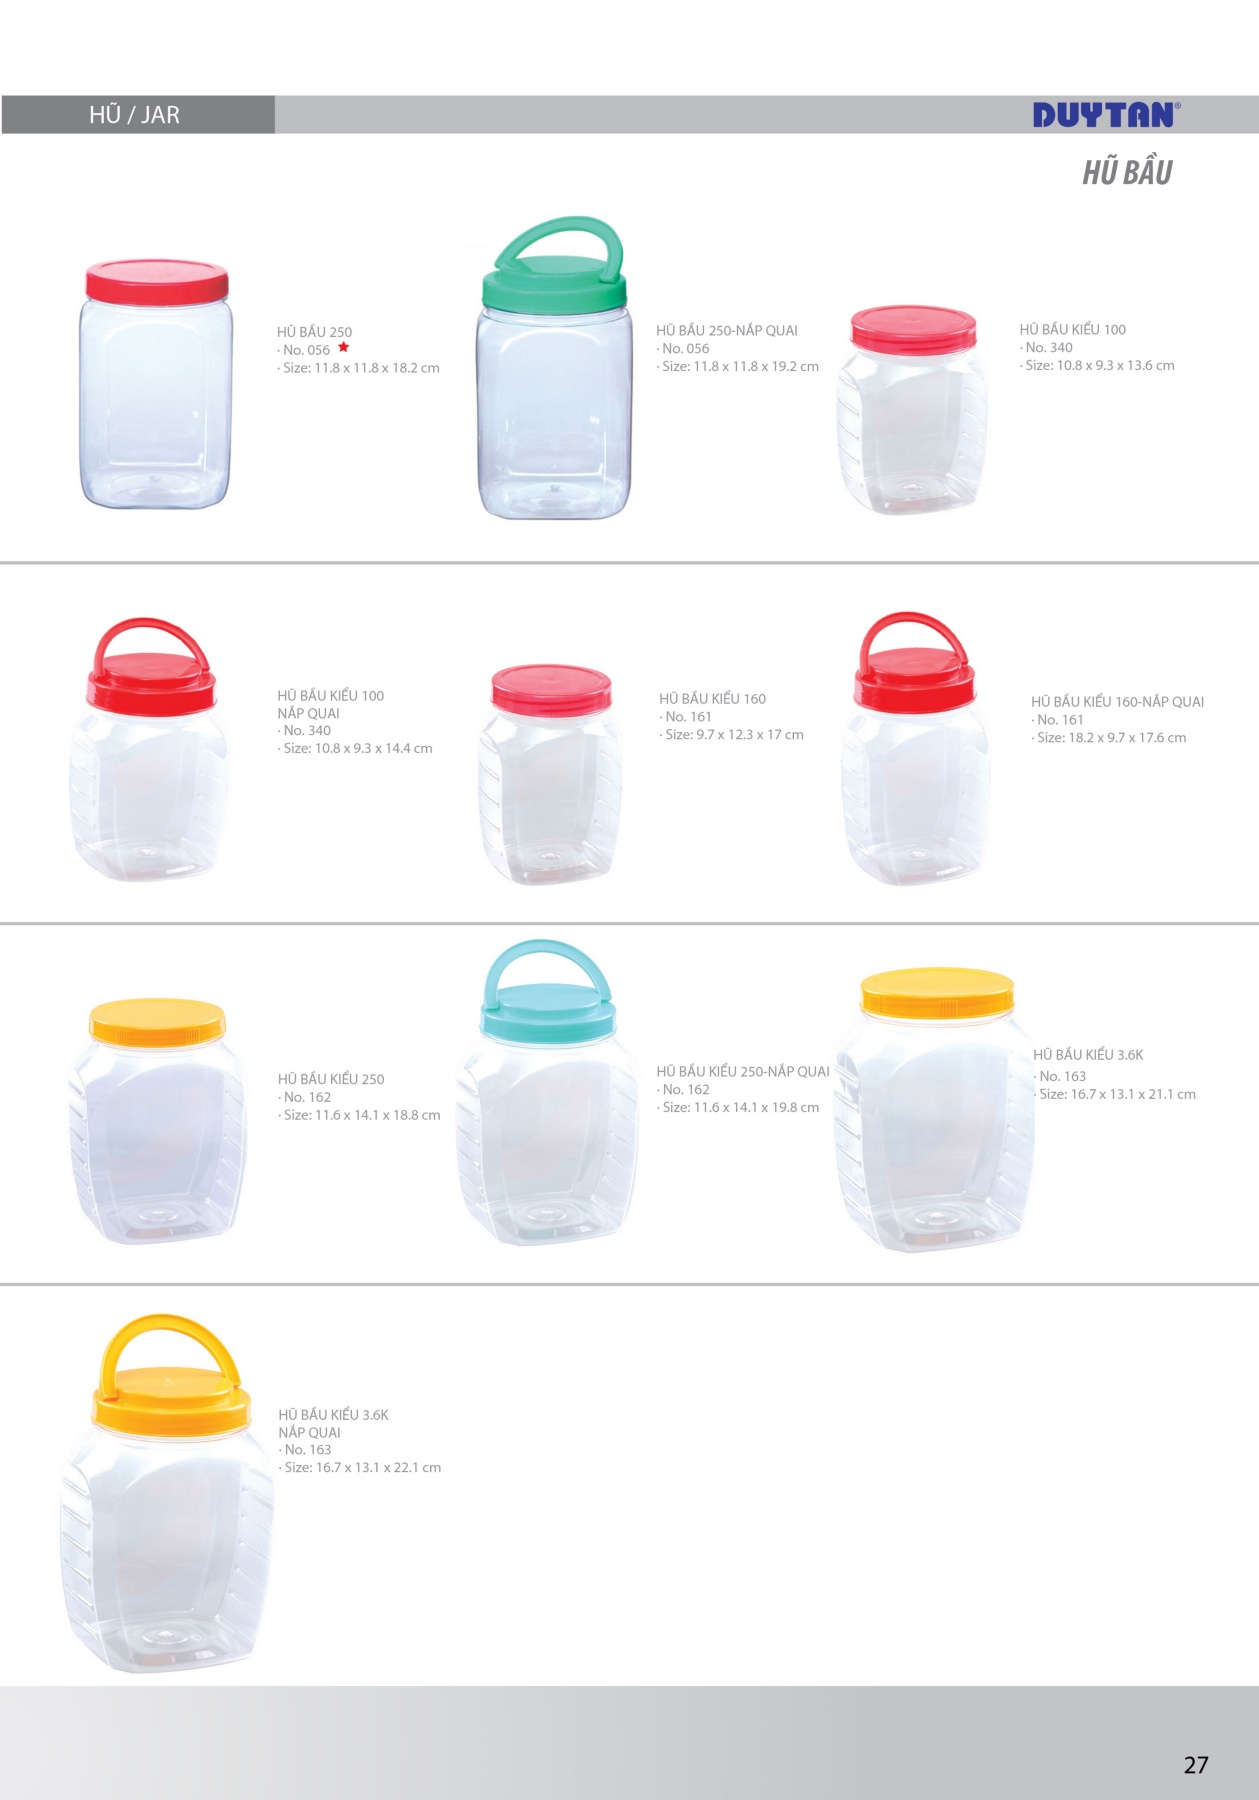 HŨ / JAR
DUYTAN®
HŨ BẦU
HŨ BẦU 250
· No. 056
· Size: 11.8 x 11.8 x 18.2 cm
HŨ BẦU 250-NẮP QUAI
· No. 056
· Size: 11.8 x 11.8 x 19.2 cm
HŨ BẦU KIỂU 100
· No. 340
· Size: 10.8 x 9.3 x 13.6 cm
HŨ BẦU KIỂU 100
NẮP QUAI
· No. 340
· Size: 10.8 x 9.3 x 14.4 cm
HŨ BẦU KIỂU 160
· No. 161
· Size: 9.7 x 12.3 x 17 cm
HŨ BẦU KIỂU 160-NẮP QUAI
· No. 161
· Size: 18.2 x 9.7 x 17.6 cm
HŨ BẦU KIỂU 250
· No. 162
· Size: 11.6 x 14.1 x 18.8 cm
HŨ BẦU KIỂU 250-NẮP QUAI
· No. 162
· Size: 11.6 x 14.1 x 19.8 cm
HŨ BẦU KIỂU 3.6K
· No. 163
· Size: 16.7 x 13.1 x 21.1 cm
HŨ BẦU KIỂU 3.6K
NẮP QUAI
· No. 163
· Size: 16.7 x 13.1 x 22.1 cm
27